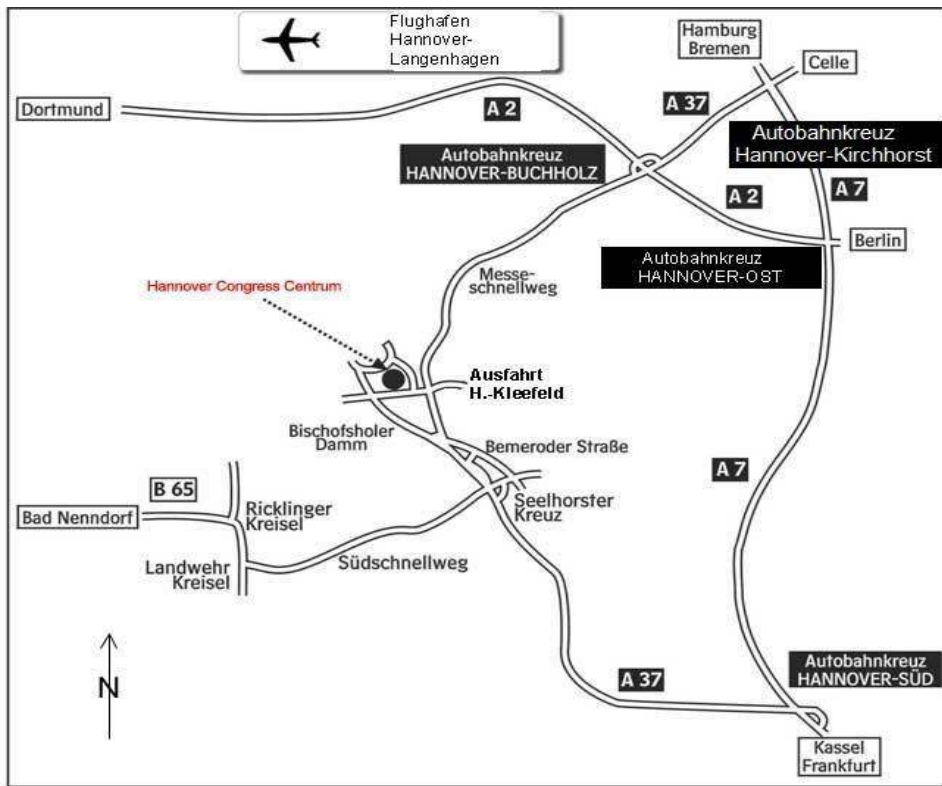 Flughafen
Hannover-
Langenhagen
Hamburg
Bremen
Celle
Dortmund
A 2
A 37
Autobahnkreuz
HANNOVER-BUCHHOLZ
Autobahnkreuz
Hannover-Kirchhorst
A 2
A 7
Berlin
Autobahnkreuz
HANNOVER-OST
Messe-
schnellweg
Hannover Congress Centrum
Ausfahrt
H.-Kleefeld
Bischofsholer
Damm
Bemeroder Straße
A 7
B 65
Bad Nenndorf
Ricklinger
Kreisel
Seelhorster
Kreuz
Landwehr
Kreisel
Südschnellweg
N
A 37
Autobahnkreuz
HANNOVER-SÜD
Kassel
Frankfurt